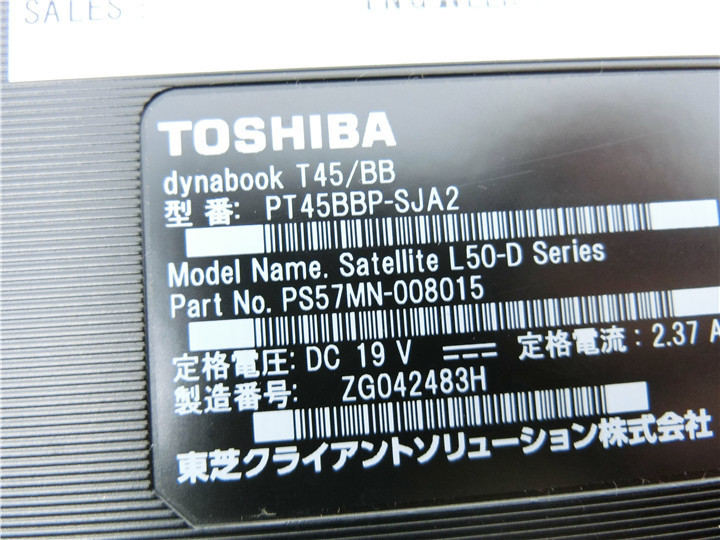 SALES :
TOSHIBA
dynabook T45/BB
型 番: PT45BBP-SJA2
Model Name. Satellite L50-D Series
Part No. PS57MN-008015
定格電圧: DC 19 V ⎓ 定格電流: 2.37 A
製造番号: ZG042483H
東芝クライアントソリューション株式会社